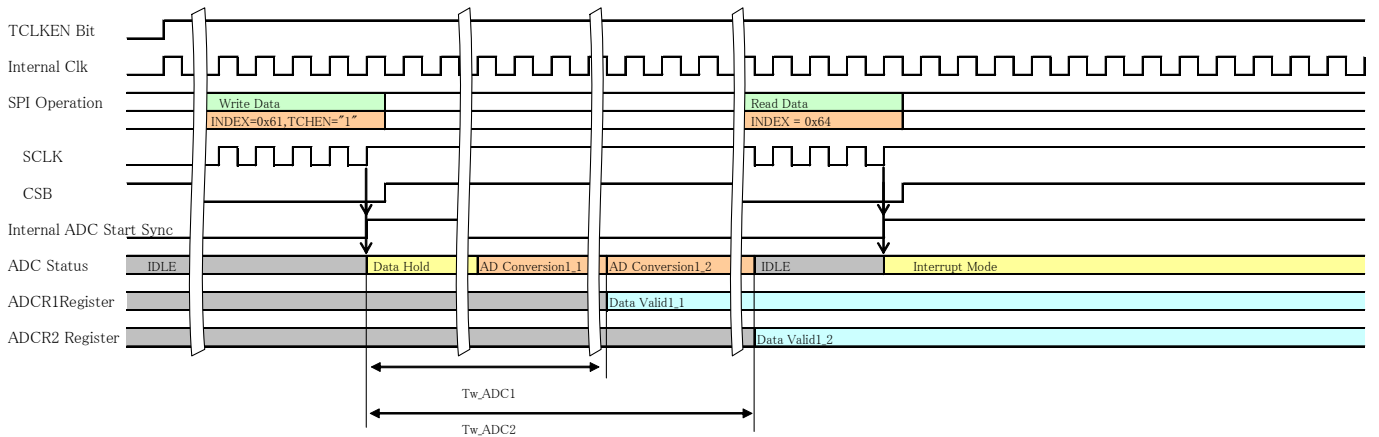 TCLKEN Bit
Internal Clk
SPI Operation
Write Data
Read Data
INDEX=0x61,TCHEN="1"
INDEX = 0x64
SCLK
CSB
Internal ADC Start Sync
ADC Status
IDLE
Data Hold
AD Conversion1_1
AD Conversion1_2
IDLE
Interrupt Mode
ADCR1Register
Data Valid1_1
ADCR2 Register
Data Valid1_2
Tw_ADC1
Tw_ADC2